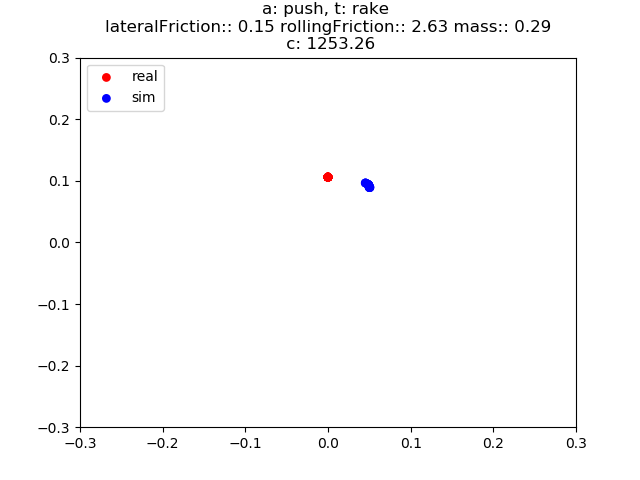 a: push, t: rake
lateralFriction:: 0.15 rollingFriction:: 2.63 mass:: 0.29
c: 1253.26
real
sim
0.3
0.2
0.1
0.0
−0.1
−0.2
−0.3
−0.3 −0.2 −0.1 0.0 0.1 0.2 0.3